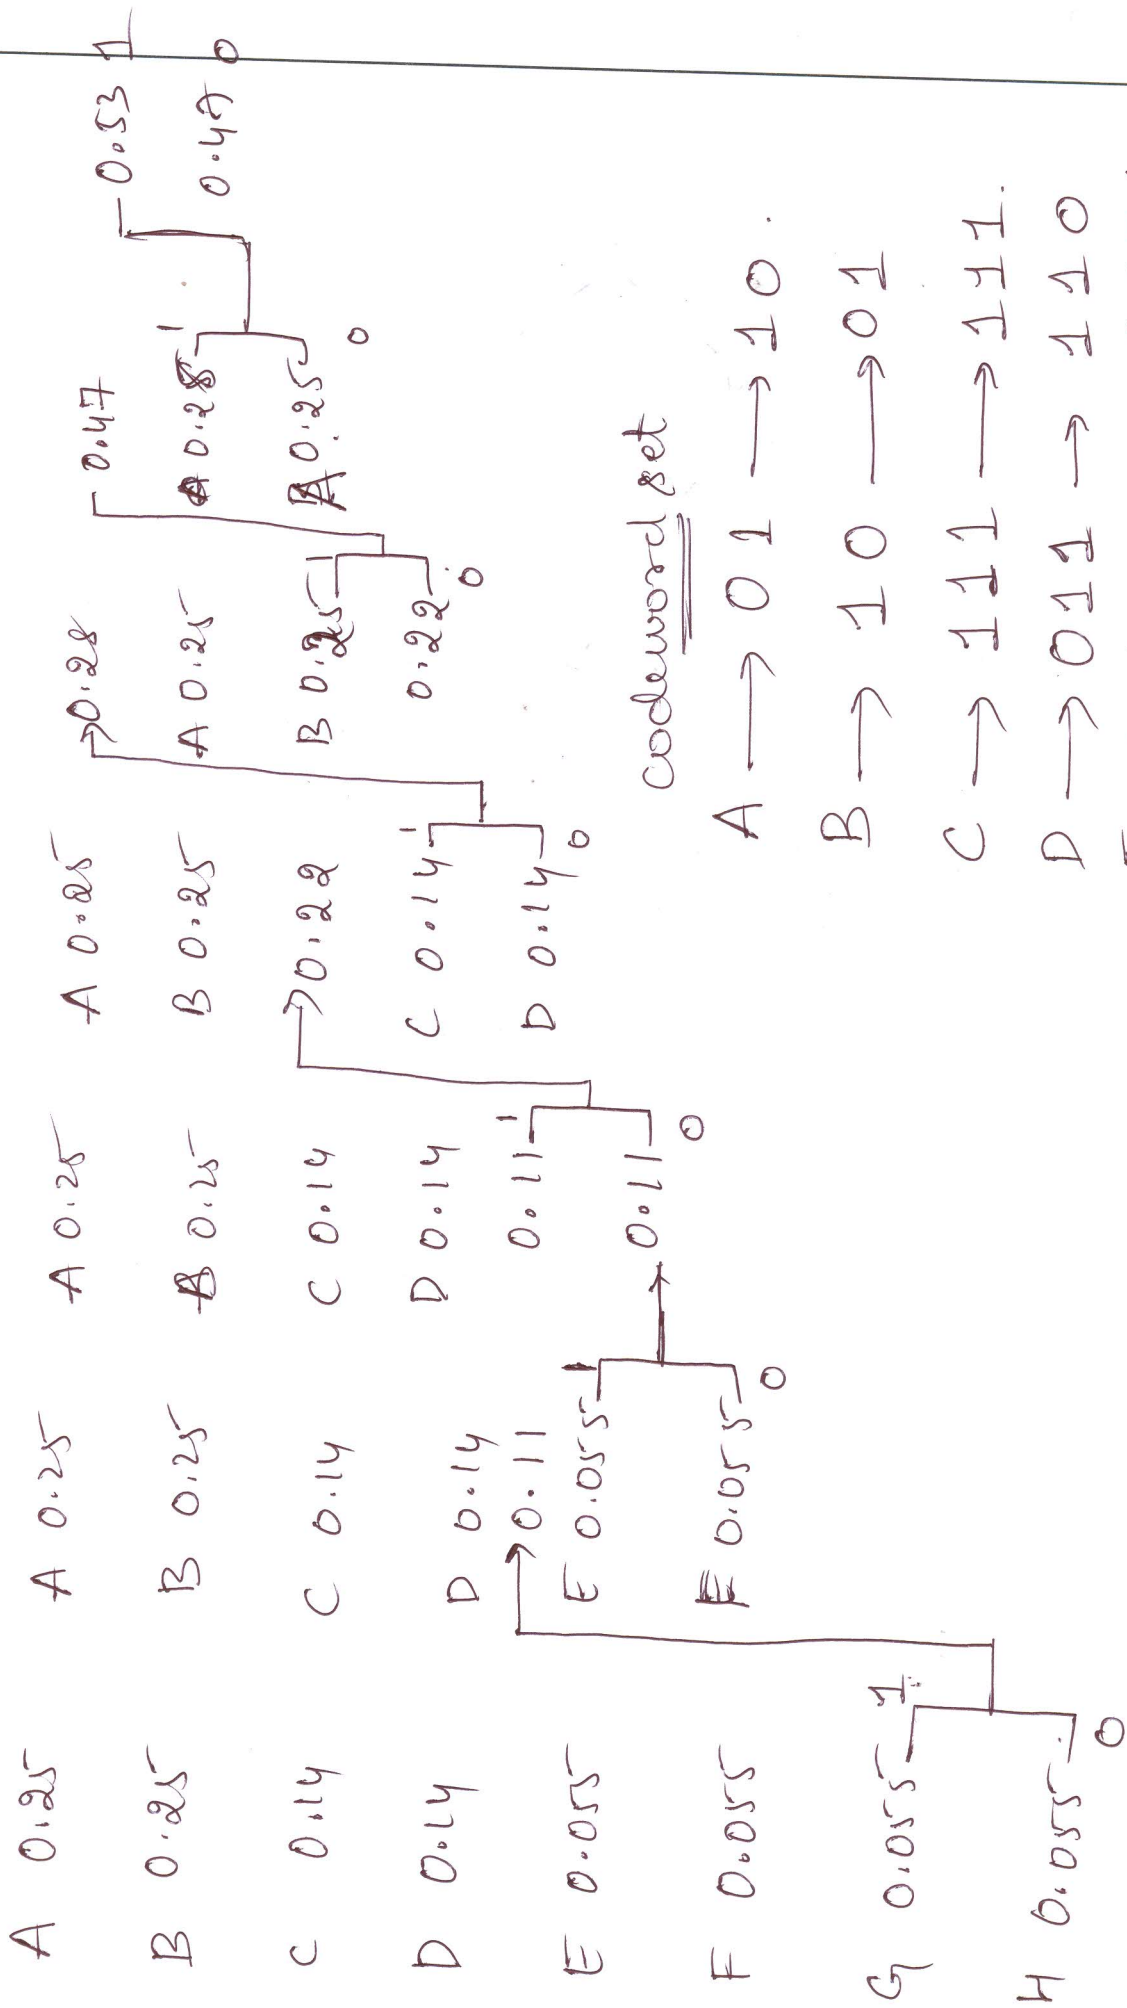 A 0.25
B 0.25
C 0.14
D 0.14
E 0.055
F 0.055
G 0.055 1
H 0.055 0
A 0.25
B 0.25
C 0.14
D 0.14
0.11
E 0.055 1
F 0.055 0
A 0.25
B 0.25
C 0.14
D 0.14
0.11 1
0.11 0
A 0.25
B 0.25
0.22
C 0.14 1
D 0.14 0
0.28
A 0.25
B 0.25 1
0.22 0
0.47
0.28 1
A 0.25 0
0.53 1
0.47 0
codeword set
A → 01 → 10.
B → 10 → 01
C → 111 → 111.
D → 011 → 110